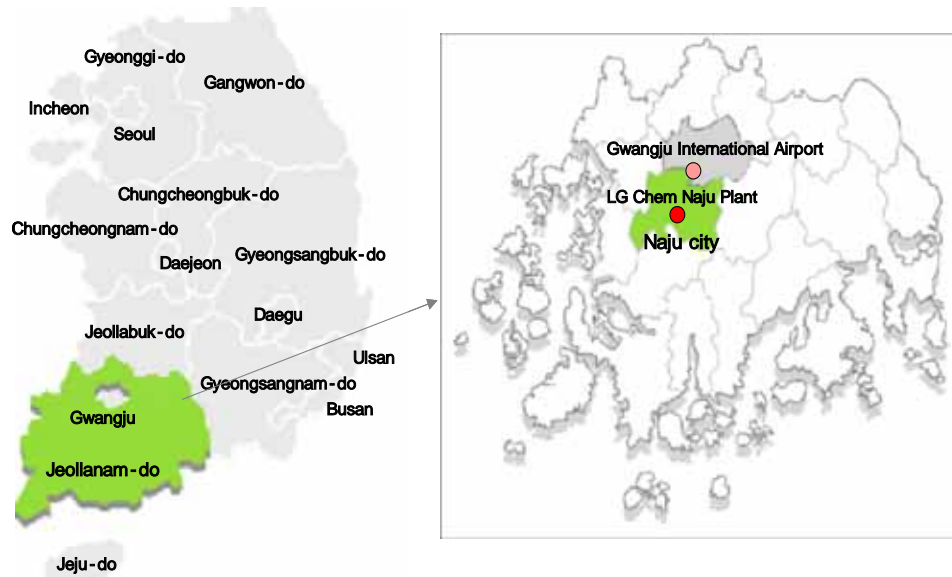 Gyeonggi-do
Gangwon-do
Incheon
Seoul
Chungcheongbuk-do
Chungcheongnam-do
Daejeon
Gyeongsangbuk-do
Daegu
Jeollabuk-do
Ulsan
Gyeongsangnam-do
Busan
Gwangju
Jeollanam-do
Jeju-do
Gwangju International Airport
LG Chem Naju Plant
Naju city